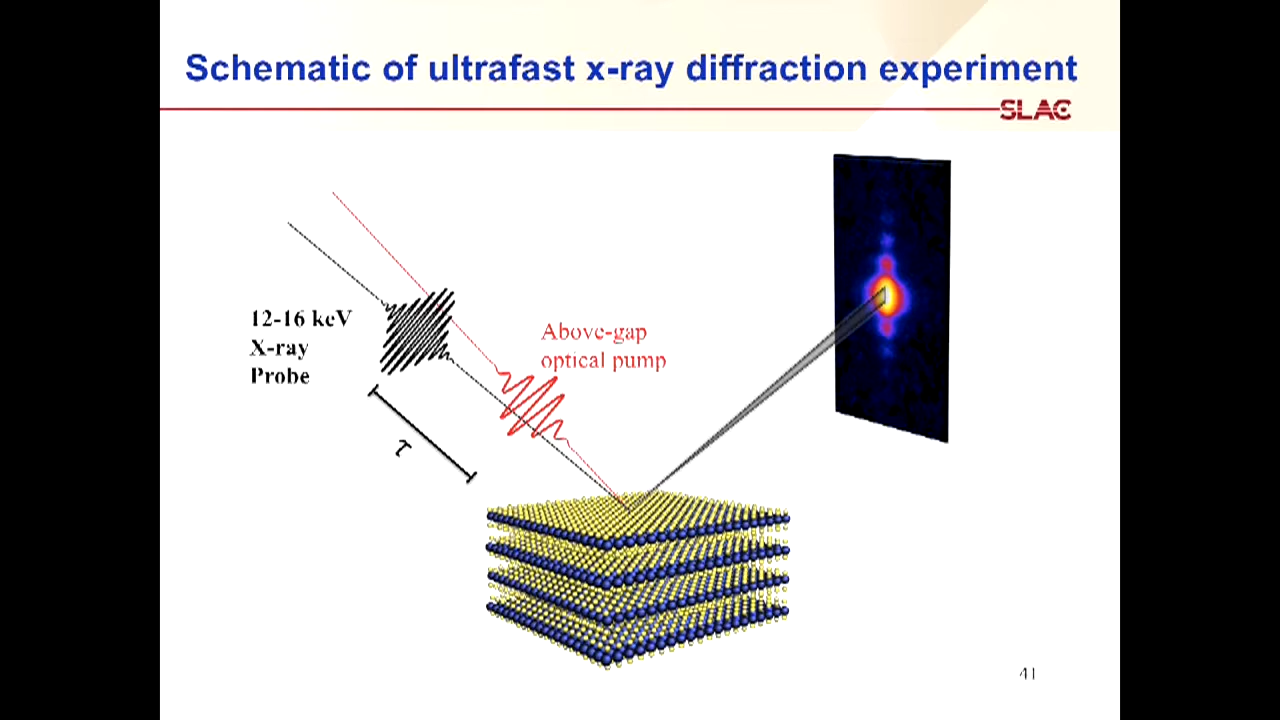 Schematic of ultrafast x-ray diffraction experiment
SLAC
12-16 keV
X-ray
Probe
Above-gap
optical pump
τ
41